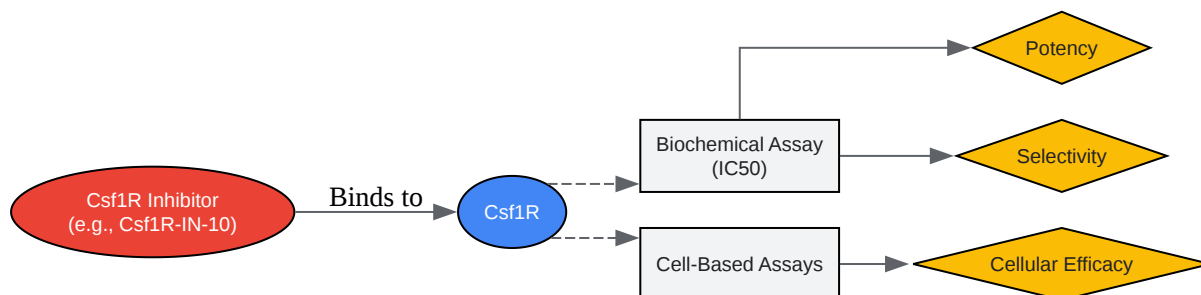 Csf1R Inhibitor
(e.g., Csf1R-IN-10)
Binds to
Csf1R
Biochemical Assay
(IC50)
Cell-Based Assays
Potency
Selectivity
Cellular Efficacy